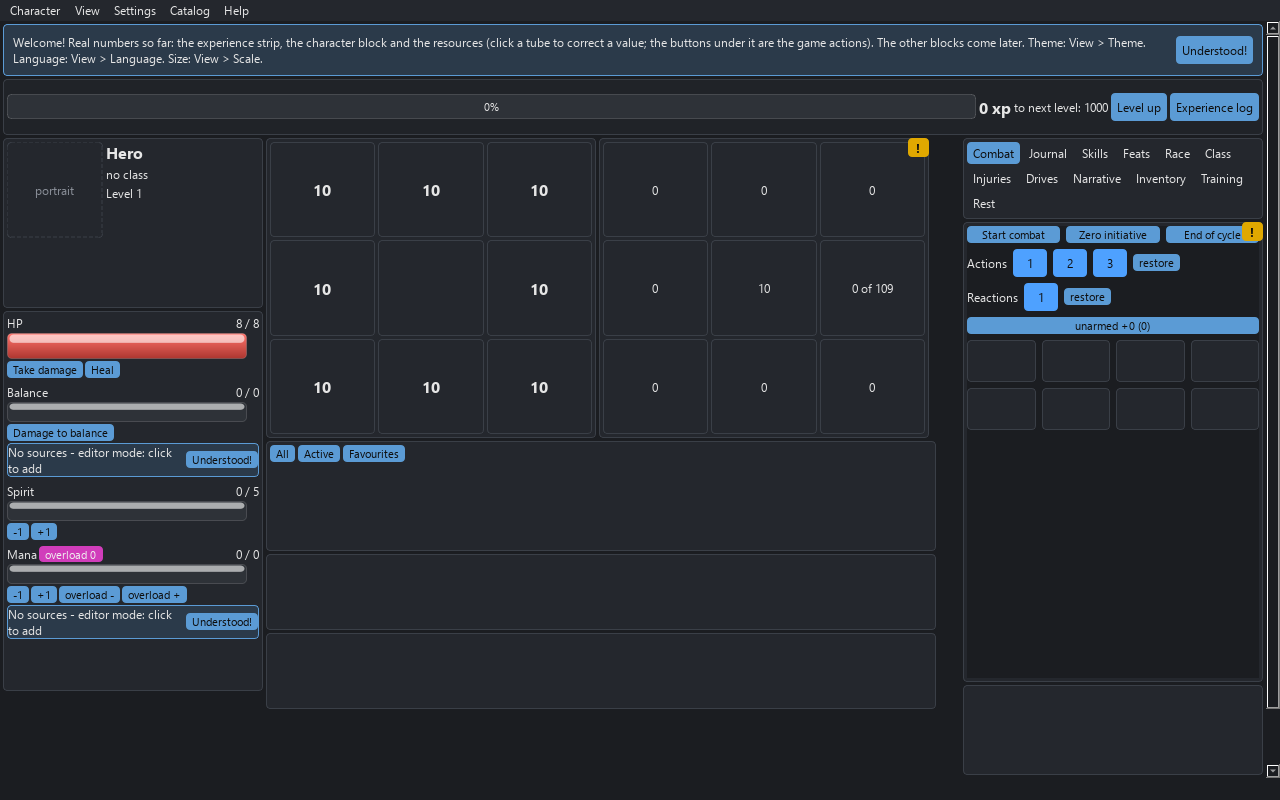 Character View Settings Catalog Help
Welcome! Real numbers so far: the experience strip, the character block and the resources (click a tube to correct a value; the buttons under it are the game actions). The other blocks come later. Theme: View > Theme.
Language: View > Language. Size: View > Scale.
Understood!
0%
0 xp to next level: 1000 Level up Experience log
portrait
Hero
no class
Level 1
HP 8 / 8
Take damage Heal
Balance 0 / 0
Damage to balance
No sources - editor mode: click
to add
Understood!
Spirit 0 / 5
-1 +1
Mana overload 0 0 / 0
-1 +1 overload - overload +
No sources - editor mode: click
to add
Understood!
10 10 10
10 10
10 10 10
!
0 0 0
0 10 0 of 109
0 0 0
All Active Favourites
Combat Journal Skills Feats Race Class
Injuries Drives Narrative Inventory Training
Rest
Start combat Zero initiative End of cycle !
Actions 1 2 3 restore
Reactions 1 restore
unarmed +0 (0)